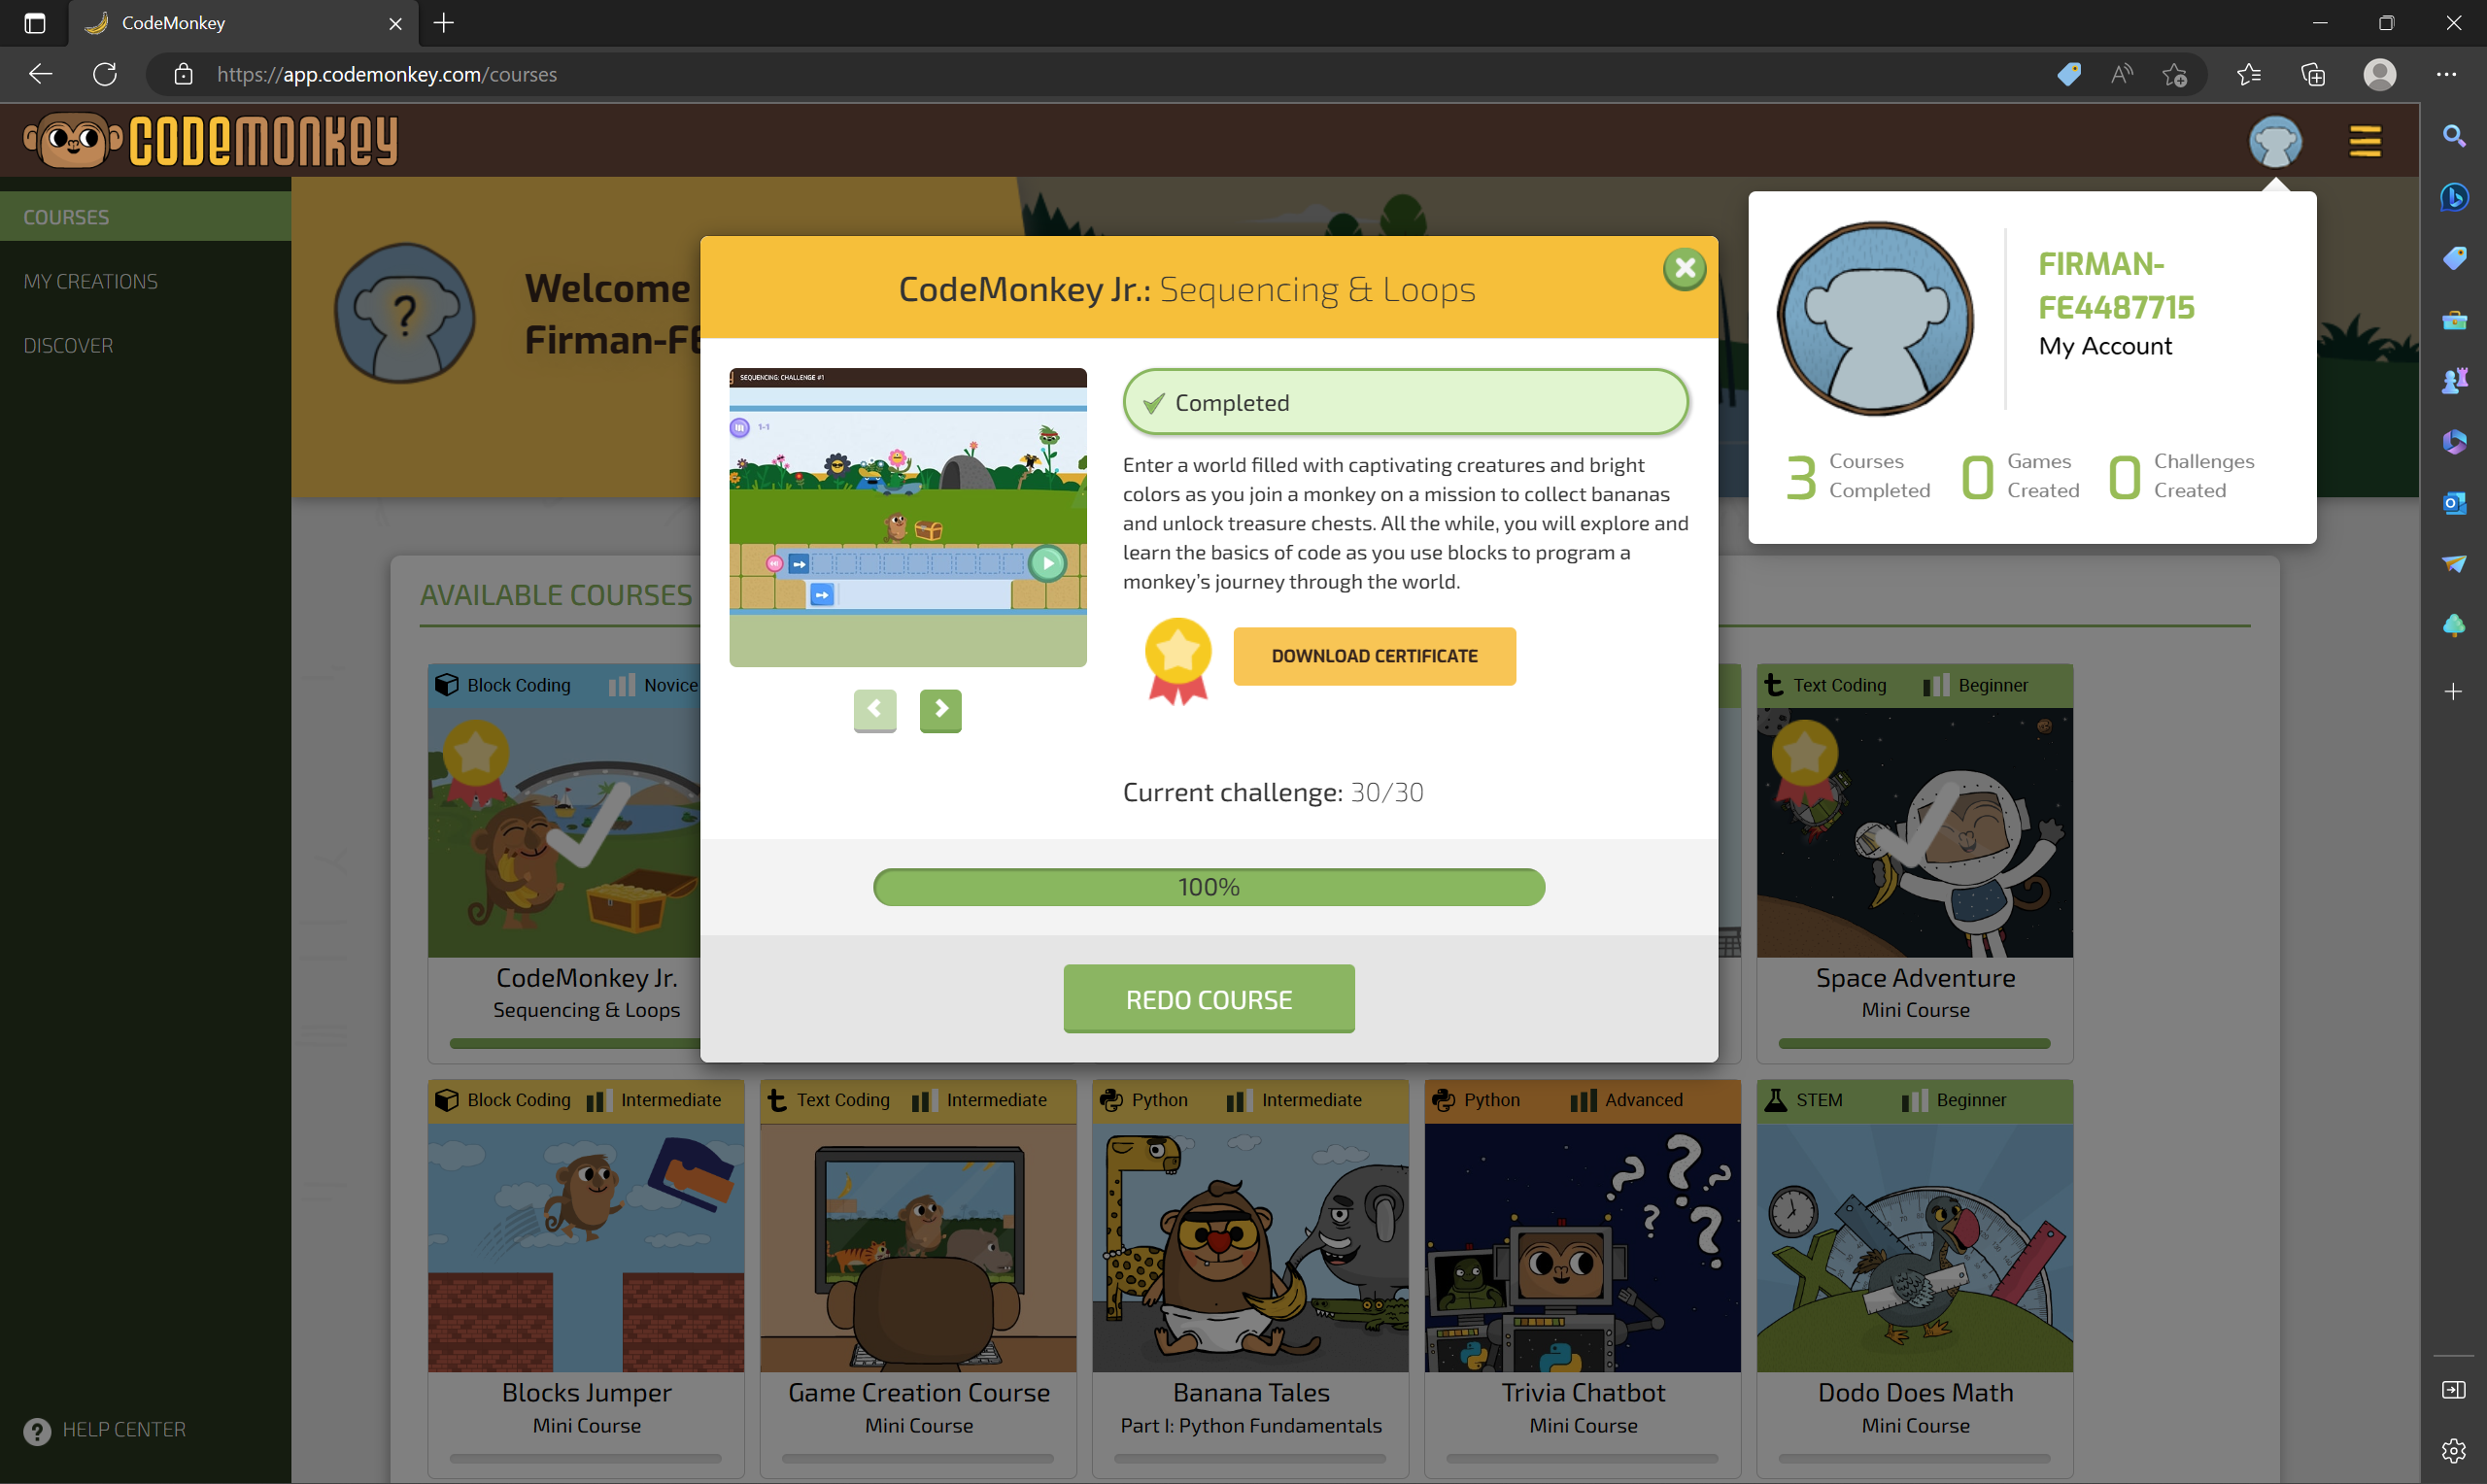 CodeMonkey
https://app.codemonkey.com/courses
CODEMONKEY
COURSES
MY CREATIONS
DISCOVER
HELP CENTER
Welcome
Firman-FE
FIRMAN-
FE4487715
My Account
3 Courses Completed
0 Games Created
0 Challenges Created
CodeMonkey Jr.: Sequencing & Loops
SEQUENCING: CHALLENGE #1
1-1
Completed
Enter a world filled with captivating creatures and bright
colors as you join a monkey on a mission to collect bananas
and unlock treasure chests. All the while, you will explore and
learn the basics of code as you use blocks to program a
monkey's journey through the world.
DOWNLOAD CERTIFICATE
Current challenge: 30/30
100%
REDO COURSE
AVAILABLE COURSES
Block Coding Novice
CodeMonkey Jr.
Sequencing & Loops
Text Coding Beginner
Space Adventure
Mini Course
Block Coding Intermediate
Blocks Jumper
Mini Course
Text Coding Intermediate
Game Creation Course
Mini Course
Python Intermediate
Banana Tales
Part I: Python Fundamentals
Python Advanced
Trivia Chatbot
Mini Course
STEM Beginner
Dodo Does Math
Mini Course